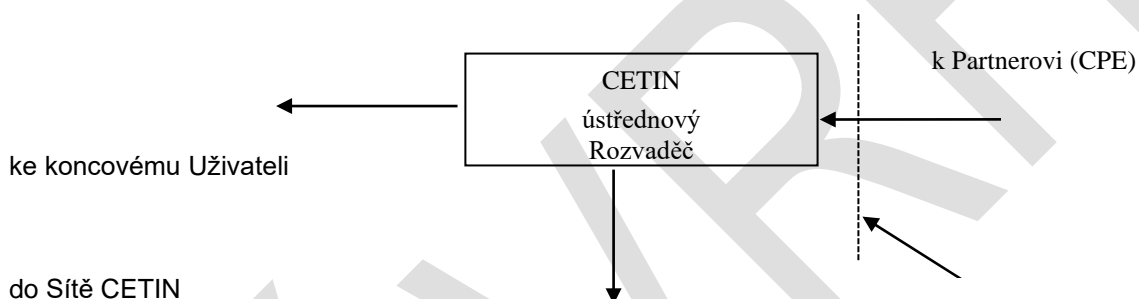 k Partnerovi (CPE)
CETIN
ústřednový
Rozvaděč
ke koncovému Uživateli
do Sítě CETIN